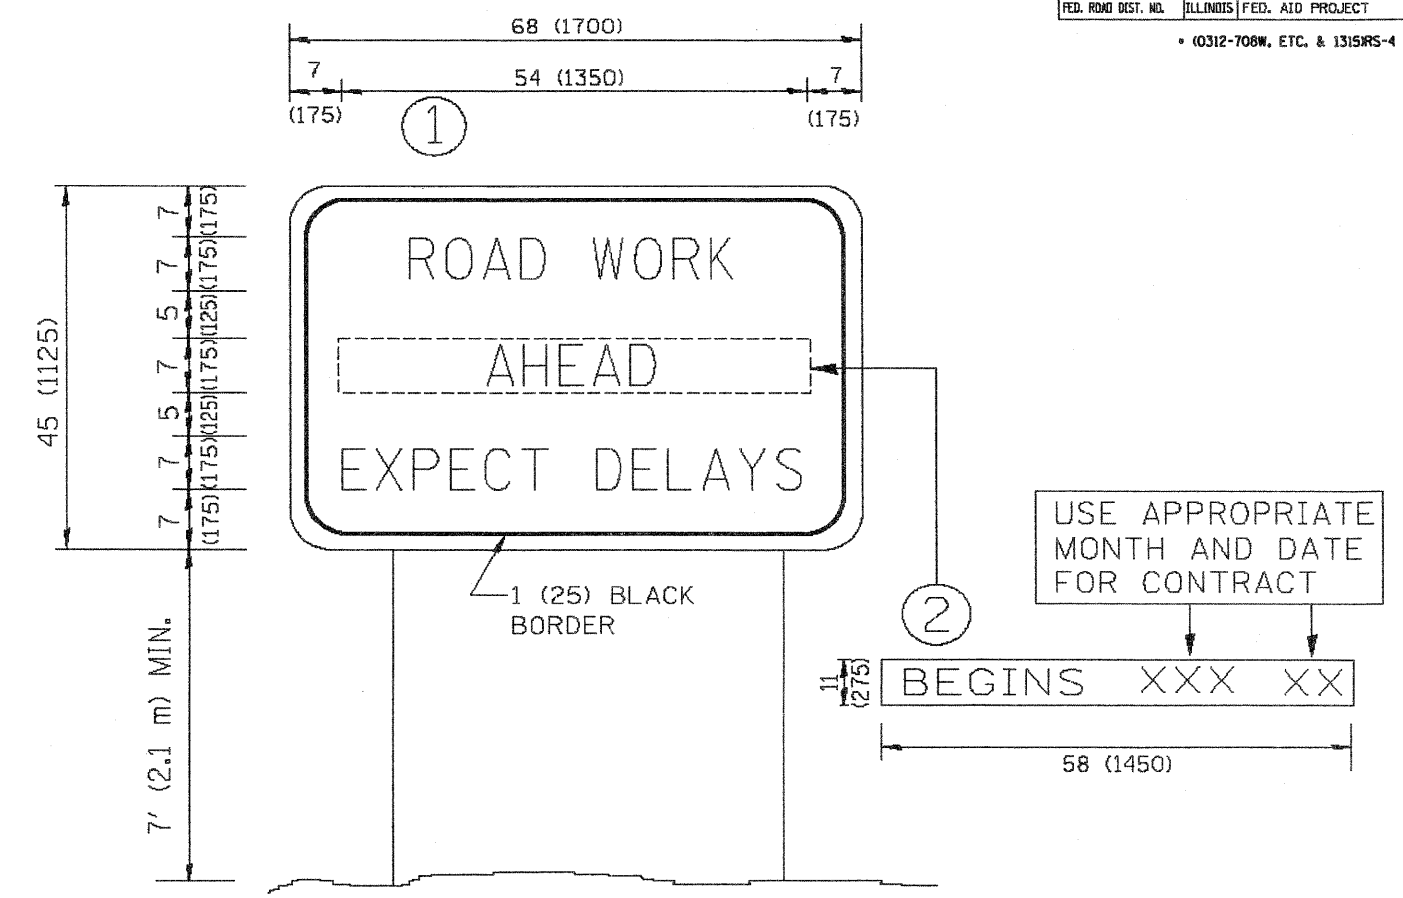 FED. ROAD DIST. NO. ILLINOIS FED. AID PROJECT
* (0312-708W, ETC. & 1315)RS-4
68 (1700)
7 54 (1350) 7
(175) (175)
1
7 (175)
7 (175)
5 (125)
7 (175)
5 (125)
7 (175)
7 (175)
45 (1125)
ROAD WORK
AHEAD
EXPECT DELAYS
1 (25) BLACK
BORDER
7' (2.1 m) MIN.
USE APPROPRIATE
MONTH AND DATE
FOR CONTRACT
2
11 (275)
BEGINS XXX XX
58 (1450)